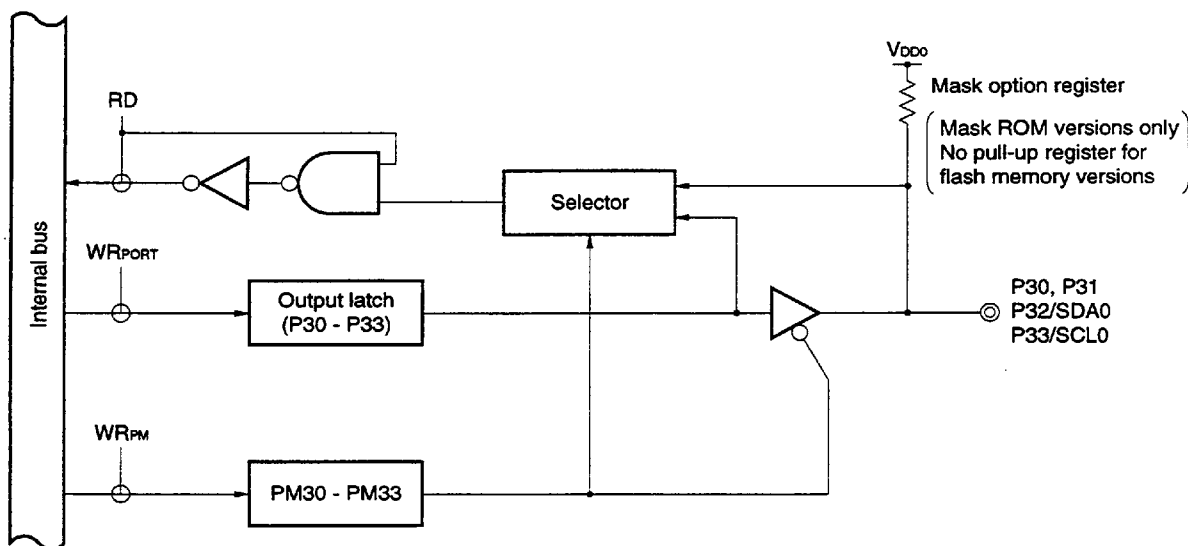 VDD0
Mask option register
Mask ROM versions only
No pull-up register for
flash memory versions
RD
Selector
Internal bus
WRPORT
Output latch
(P30 - P33)
P30, P31
P32/SDA0
P33/SCL0
WRPM
PM30 - PM33